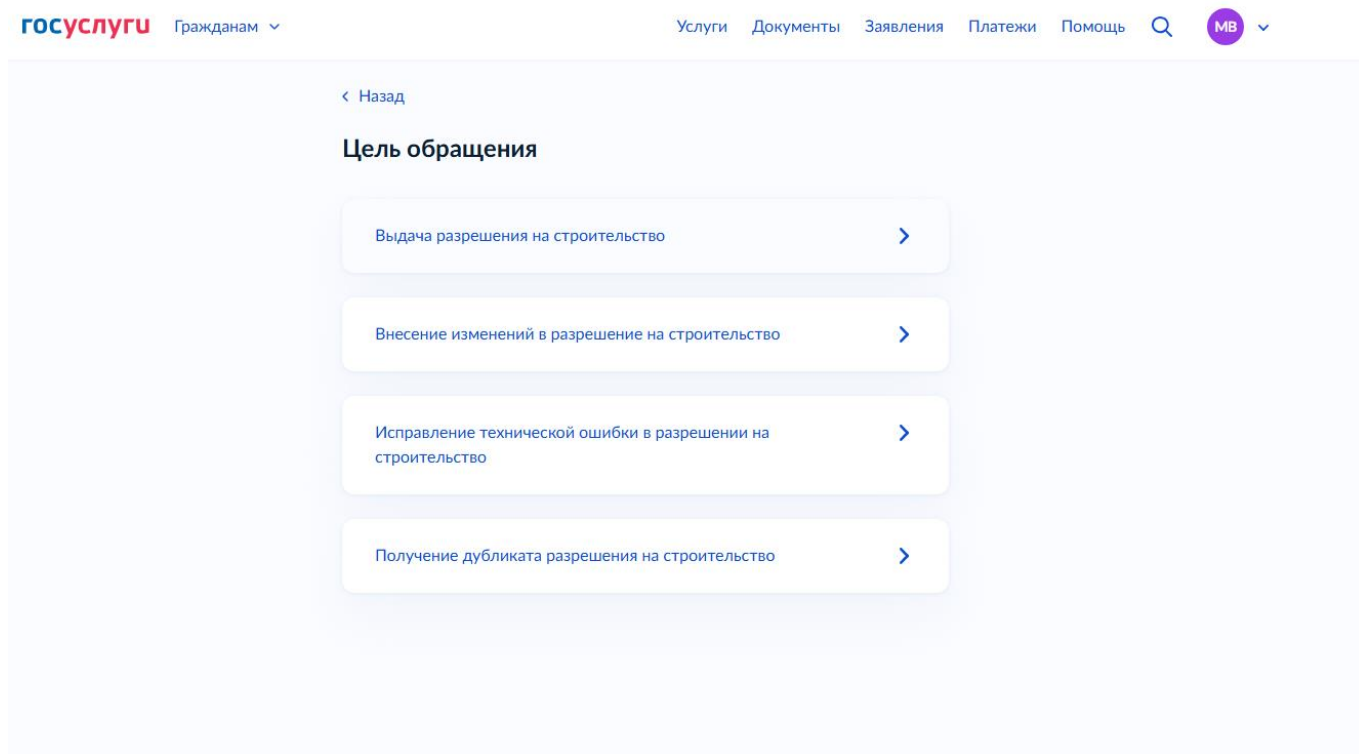 госуслуги Гражданам Услуги Документы Заявления Платежи Помощь МВ
Назад
Цель обращения
Выдача разрешения на строительство
Внесение изменений в разрешение на строительство
Исправление технической ошибки в разрешении на
строительство
Получение дубликата разрешения на строительство